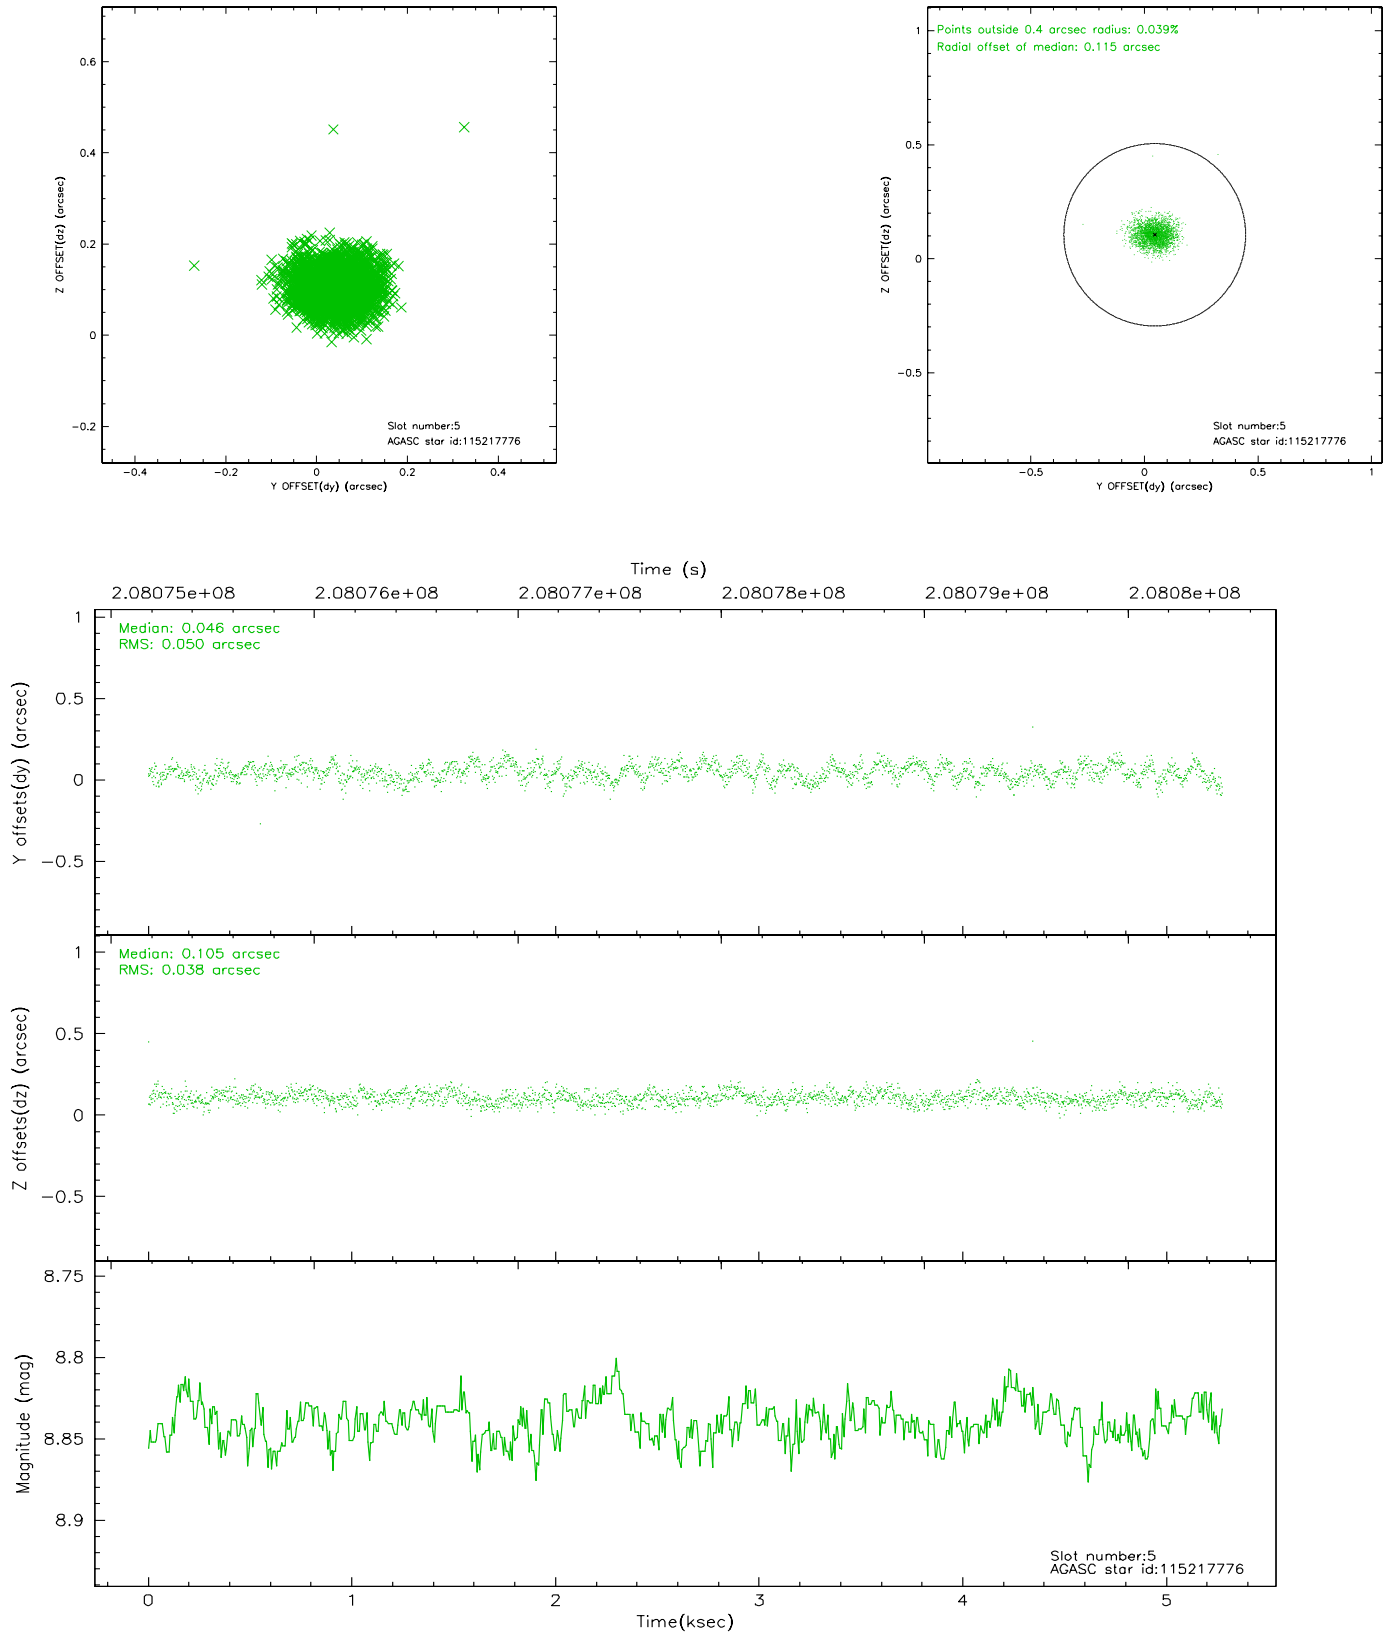 0.6
0.4
0.2
0
−0.2
−0.4
−0.2
0
0.2
0.4
Z OFFSET(dz) (arcsec)
Y OFFSET(dy) (arcsec)
Slot number:5
AGASC star id:115217776
Points outside 0.4 arcsec radius: 0.039%
Radial offset of median: 0.115 arcsec
1
0.5
0
−0.5
−0.5
0
0.5
1
Z OFFSET(dz) (arcsec)
Y OFFSET(dy) (arcsec)
Slot number:5
AGASC star id:115217776
Time (s)
2.08075e+08
2.08076e+08
2.08077e+08
2.08078e+08
2.08079e+08
2.0808e+08
Median: 0.046 arcsec
RMS: 0.050 arcsec
1
0.5
0
−0.5
Y offsets(dy) (arcsec)
Median: 0.105 arcsec
RMS: 0.038 arcsec
1
0.5
0
−0.5
Z offsets(dz) (arcsec)
8.75
8.8
8.85
8.9
Magnitude (mag)
Slot number:5
AGASC star id:115217776
0
1
2
3
4
5
Time(ksec)